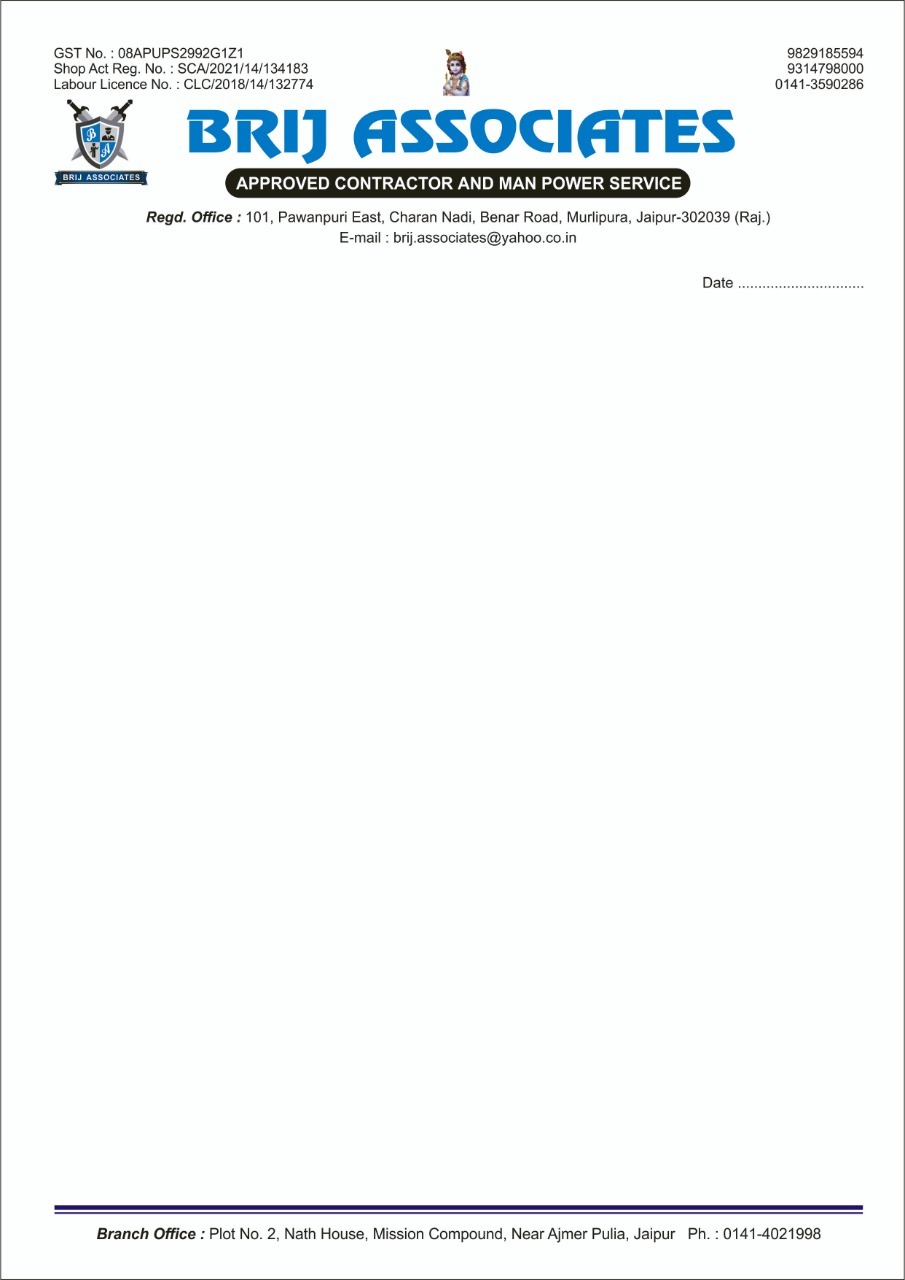 GST No. : 08APUPS2992G1Z1
Shop Act Reg. No. : SCA/2021/14/134183
Labour Licence No. : CLC/2018/14/132774
9829185594
9314798000
0141-3590286
B
A
BRIJ ASSOCIATES
BRIJ ASSOCIATES
APPROVED CONTRACTOR AND MAN POWER SERVICE
Regd. Office : 101, Pawanpuri East, Charan Nadi, Benar Road, Murlipura, Jaipur-302039 (Raj.)
E-mail : brij.associates@yahoo.co.in
Date ...............................
Branch Office : Plot No. 2, Nath House, Mission Compound, Near Ajmer Pulia, Jaipur Ph. : 0141-4021998